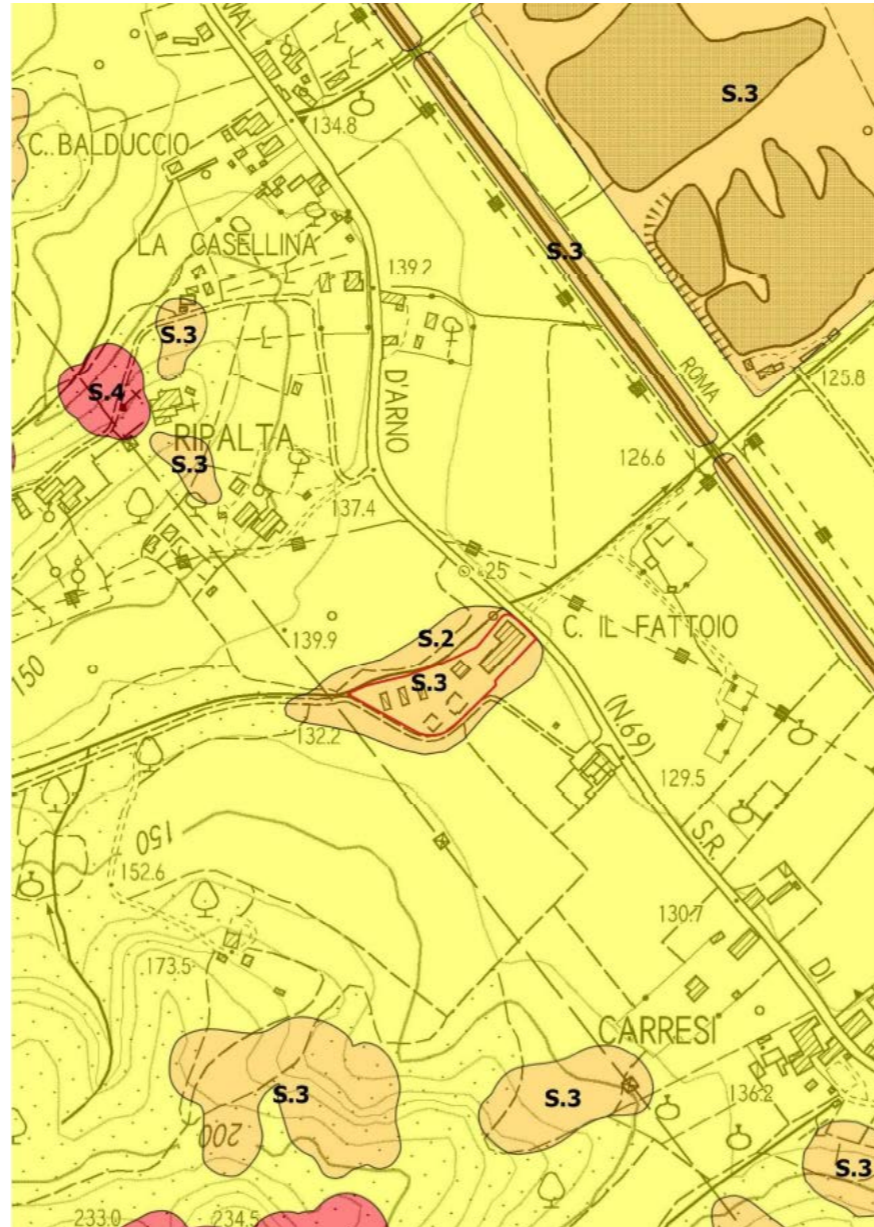 VAL
S.3
134.8
C. BALDUCCIO
LA CASELLINA
S.3
139.2
S.3
ROMA
D'ARNO
125.8
S.4
RIPALTA
S.3
126.6
137.4
25
S.2
C. IL FATTOIO
139.9
S.3
150
(N69)
132.2
129.5
150
S.R.
152.6
130.7
173.5
DI
CARRESI
S.3
S.3
136.2
200
S.3
233.0
234.5